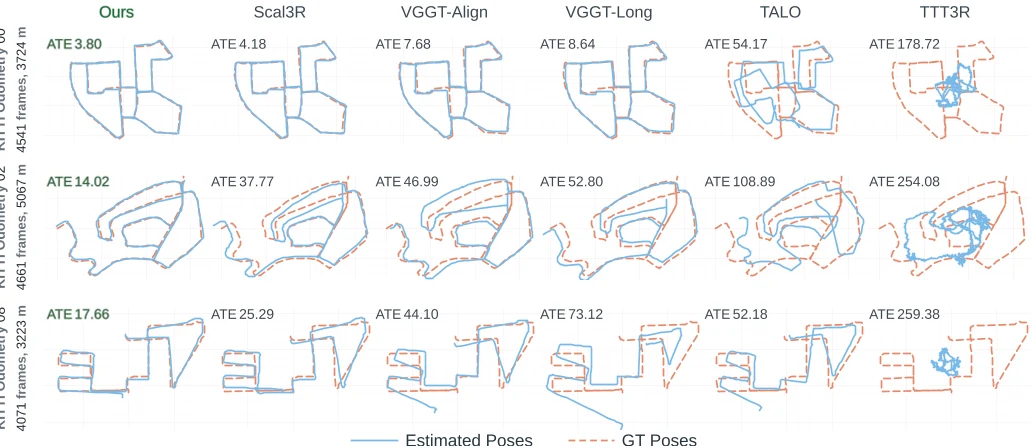 Ours Scal3R VGGT-Align VGGT-Long TALO TTT3R
4541 frames, 3724 m
ATE 3.80 ATE 4.18 ATE 7.68 ATE 8.64 ATE 54.17 ATE 178.72
4661 frames, 5067 m
ATE 14.02 ATE 37.77 ATE 46.99 ATE 52.80 ATE 108.89 ATE 254.08
4071 frames, 3223 m
ATE 17.66 ATE 25.29 ATE 44.10 ATE 73.12 ATE 52.18 ATE 259.38
Estimated Poses GT Poses